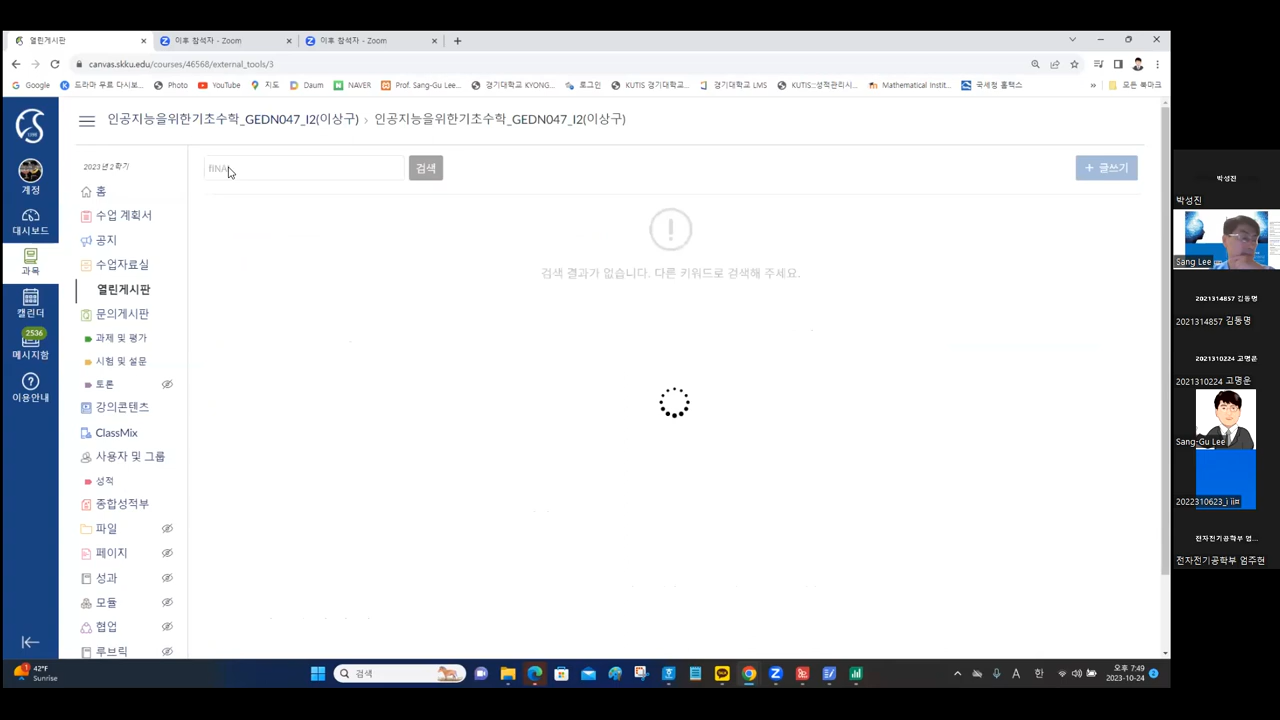 열린게시판
이후 참석자 - Zoom
이후 참석자 - Zoom
canvas.skku.edu/courses/46568/external_tools/3
Google
드라마 무료 다시보...
Photo
YouTube
지도
Daum
NAVER
Prof. Sang-Gu Lee...
경기대학교 KYONG...
로그인
KUTIS 경기대학교
경기대학교 LMS
KUTIS::성적관리시...
Mathematical Instit...
국세청 홈택스
»
모든 북마크
인공지능을위한기초수학_GEDN047_I2(이상구) › 인공지능을위한기초수학_GEDN047_I2(이상구)
계정
대시보드
과목
캘린더
2536
메시지함
이용안내
2023년 2학기
홈
수업 계획서
공지
수업자료실
열린게시판
문의게시판
과제 및 평가
시험 및 설문
토론
강의콘텐츠
ClassMix
사용자 및 그룹
성적
종합성적부
파일
페이지
성과
모듈
협업
루브릭
fINA
검색
+ 글쓰기
검색 결과가 없습니다. 다른 키워드로 검색해 주세요.
박성진
박성진
Sang Lee
2021314857 김동명
2021314857 김동명
2021310224 고명운
2021310224 고명운
Sang-Gu Lee
전자전기공학부 엄...
전자전기공학부 엄주현
1
42°F
Sunrise
검색
A
한
오후 7:49
2023-10-24
2